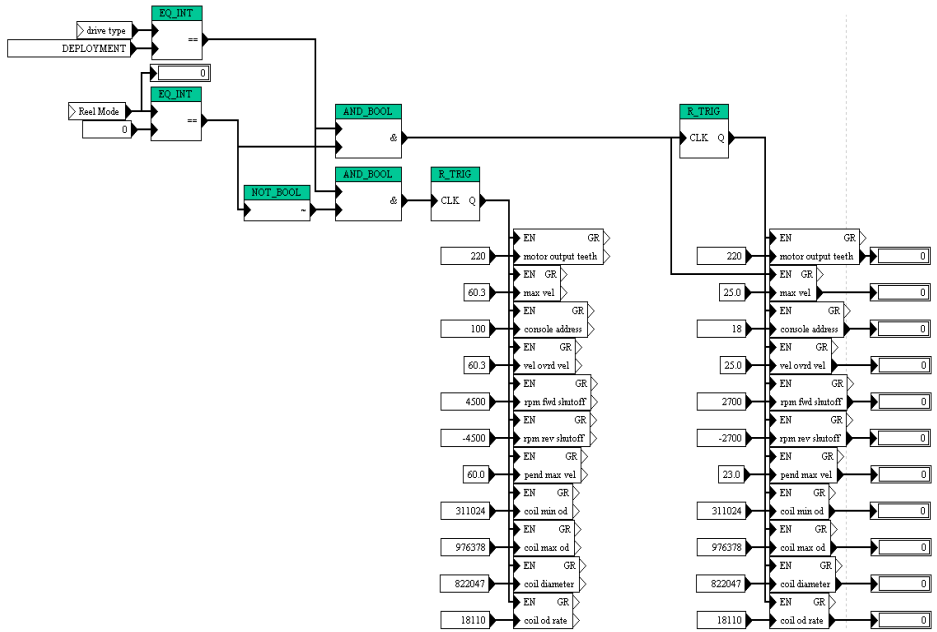 EQ_INT
drive type
==
DEPLOYMENT
0
EQ_INT
Reel Mode
==
0
AND_BOOL
&
R_TRIG
CLK Q
NOT_BOOL
~
AND_BOOL
&
R_TRIG
CLK Q
EN GR
220 motor output teeth
EN GR
60.3 max vel
EN GR
100 console address
EN GR
60.3 vel ovrd vel
EN GR
4500 rpm fwd shutoff
EN GR
-4500 rpm rev shutoff
EN GR
60.0 pend max vel
EN GR
311024 coil min od
EN GR
976378 coil max od
EN GR
822047 coil diameter
EN GR
18110 coil od rate
EN GR
220 motor output teeth 0
EN GR
25.0 max vel 0
EN GR
18 console address 0
EN GR
25.0 vel ovrd vel 0
EN GR
2700 rpm fwd shutoff 0
EN GR
-2700 rpm rev shutoff 0
EN GR
23.0 pend max vel 0
EN GR
311024 coil min od 0
EN GR
976378 coil max od 0
EN GR
822047 coil diameter 0
EN GR
18110 coil od rate 0